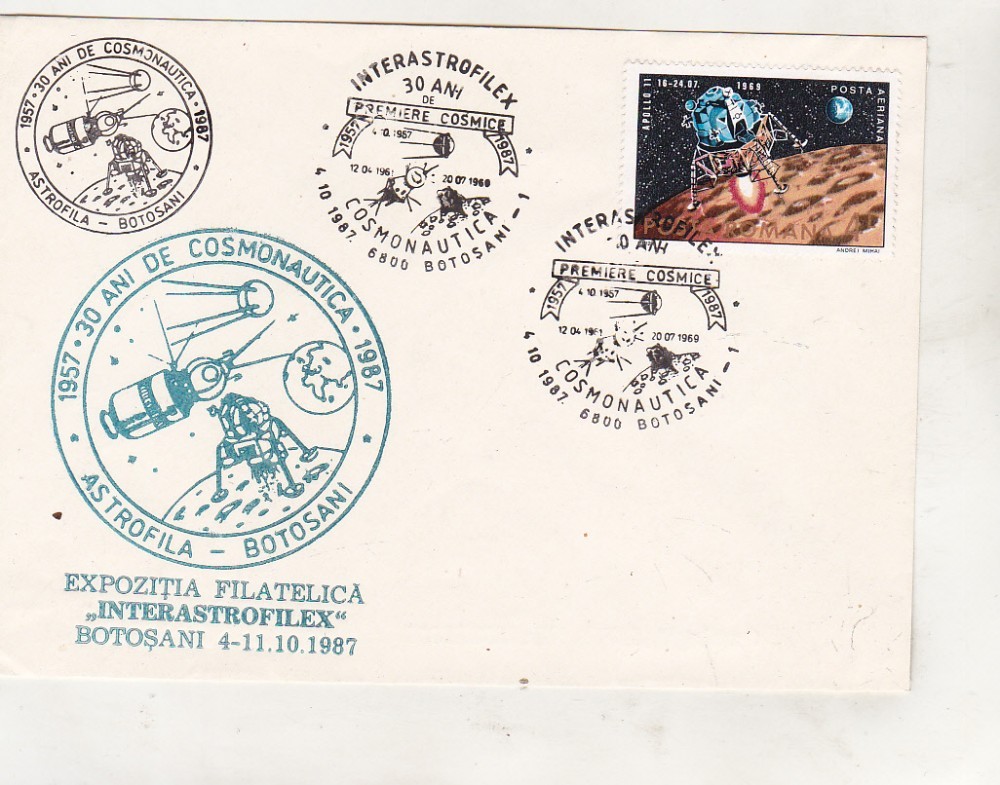 1957 · 30 ANI DE COSMONAUTICA · 1987
ASTROFILA – BOTOSANI
INTERASTROFILEX
30 ANI
DE
PREMIERE COSMICE
1957
1987
4 10.1957
12 04 1961
20 07 1969
COSMONAUTICA
4 10 1987. 6800 BOTOSANI – 1
APOLLO 11
16-24.07.
1969
POSTA AERIANA
ROMANA
ANDREI MIHAI
30 ANI
PREMIERE COSMICE
1957
1987
4 10.1957
12 04 1961
20 07 1969
COSMONAUTICA
4 10 1987. 6800 BOTOSANI – 1
1957 · 30 ANI DE COSMONAUTICA · 1987
ASTROFILA – BOTOSANI
EXPOZIȚIA FILATELICĂ
„INTERASTROFILEX“
BOTOȘANI 4-11.10.1987